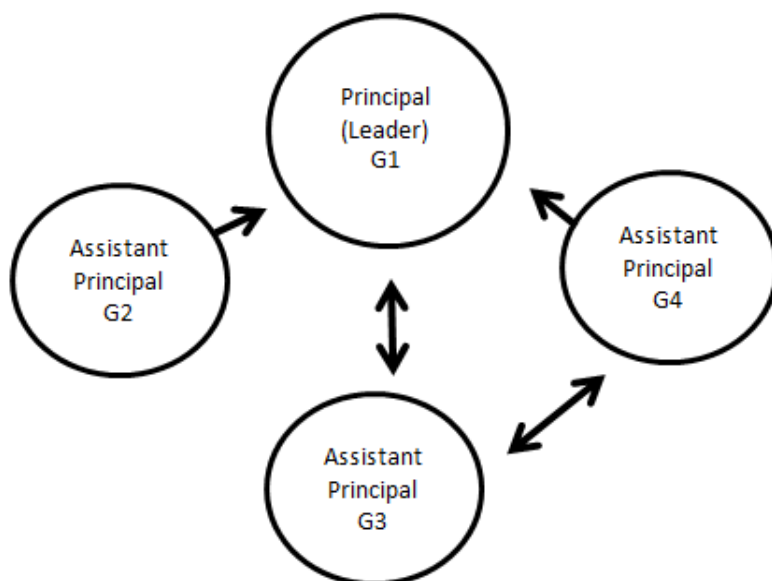 Principal
(Leader)
G1
Assistant
Principal
G2
Assistant
Principal
G4
Assistant
Principal
G3